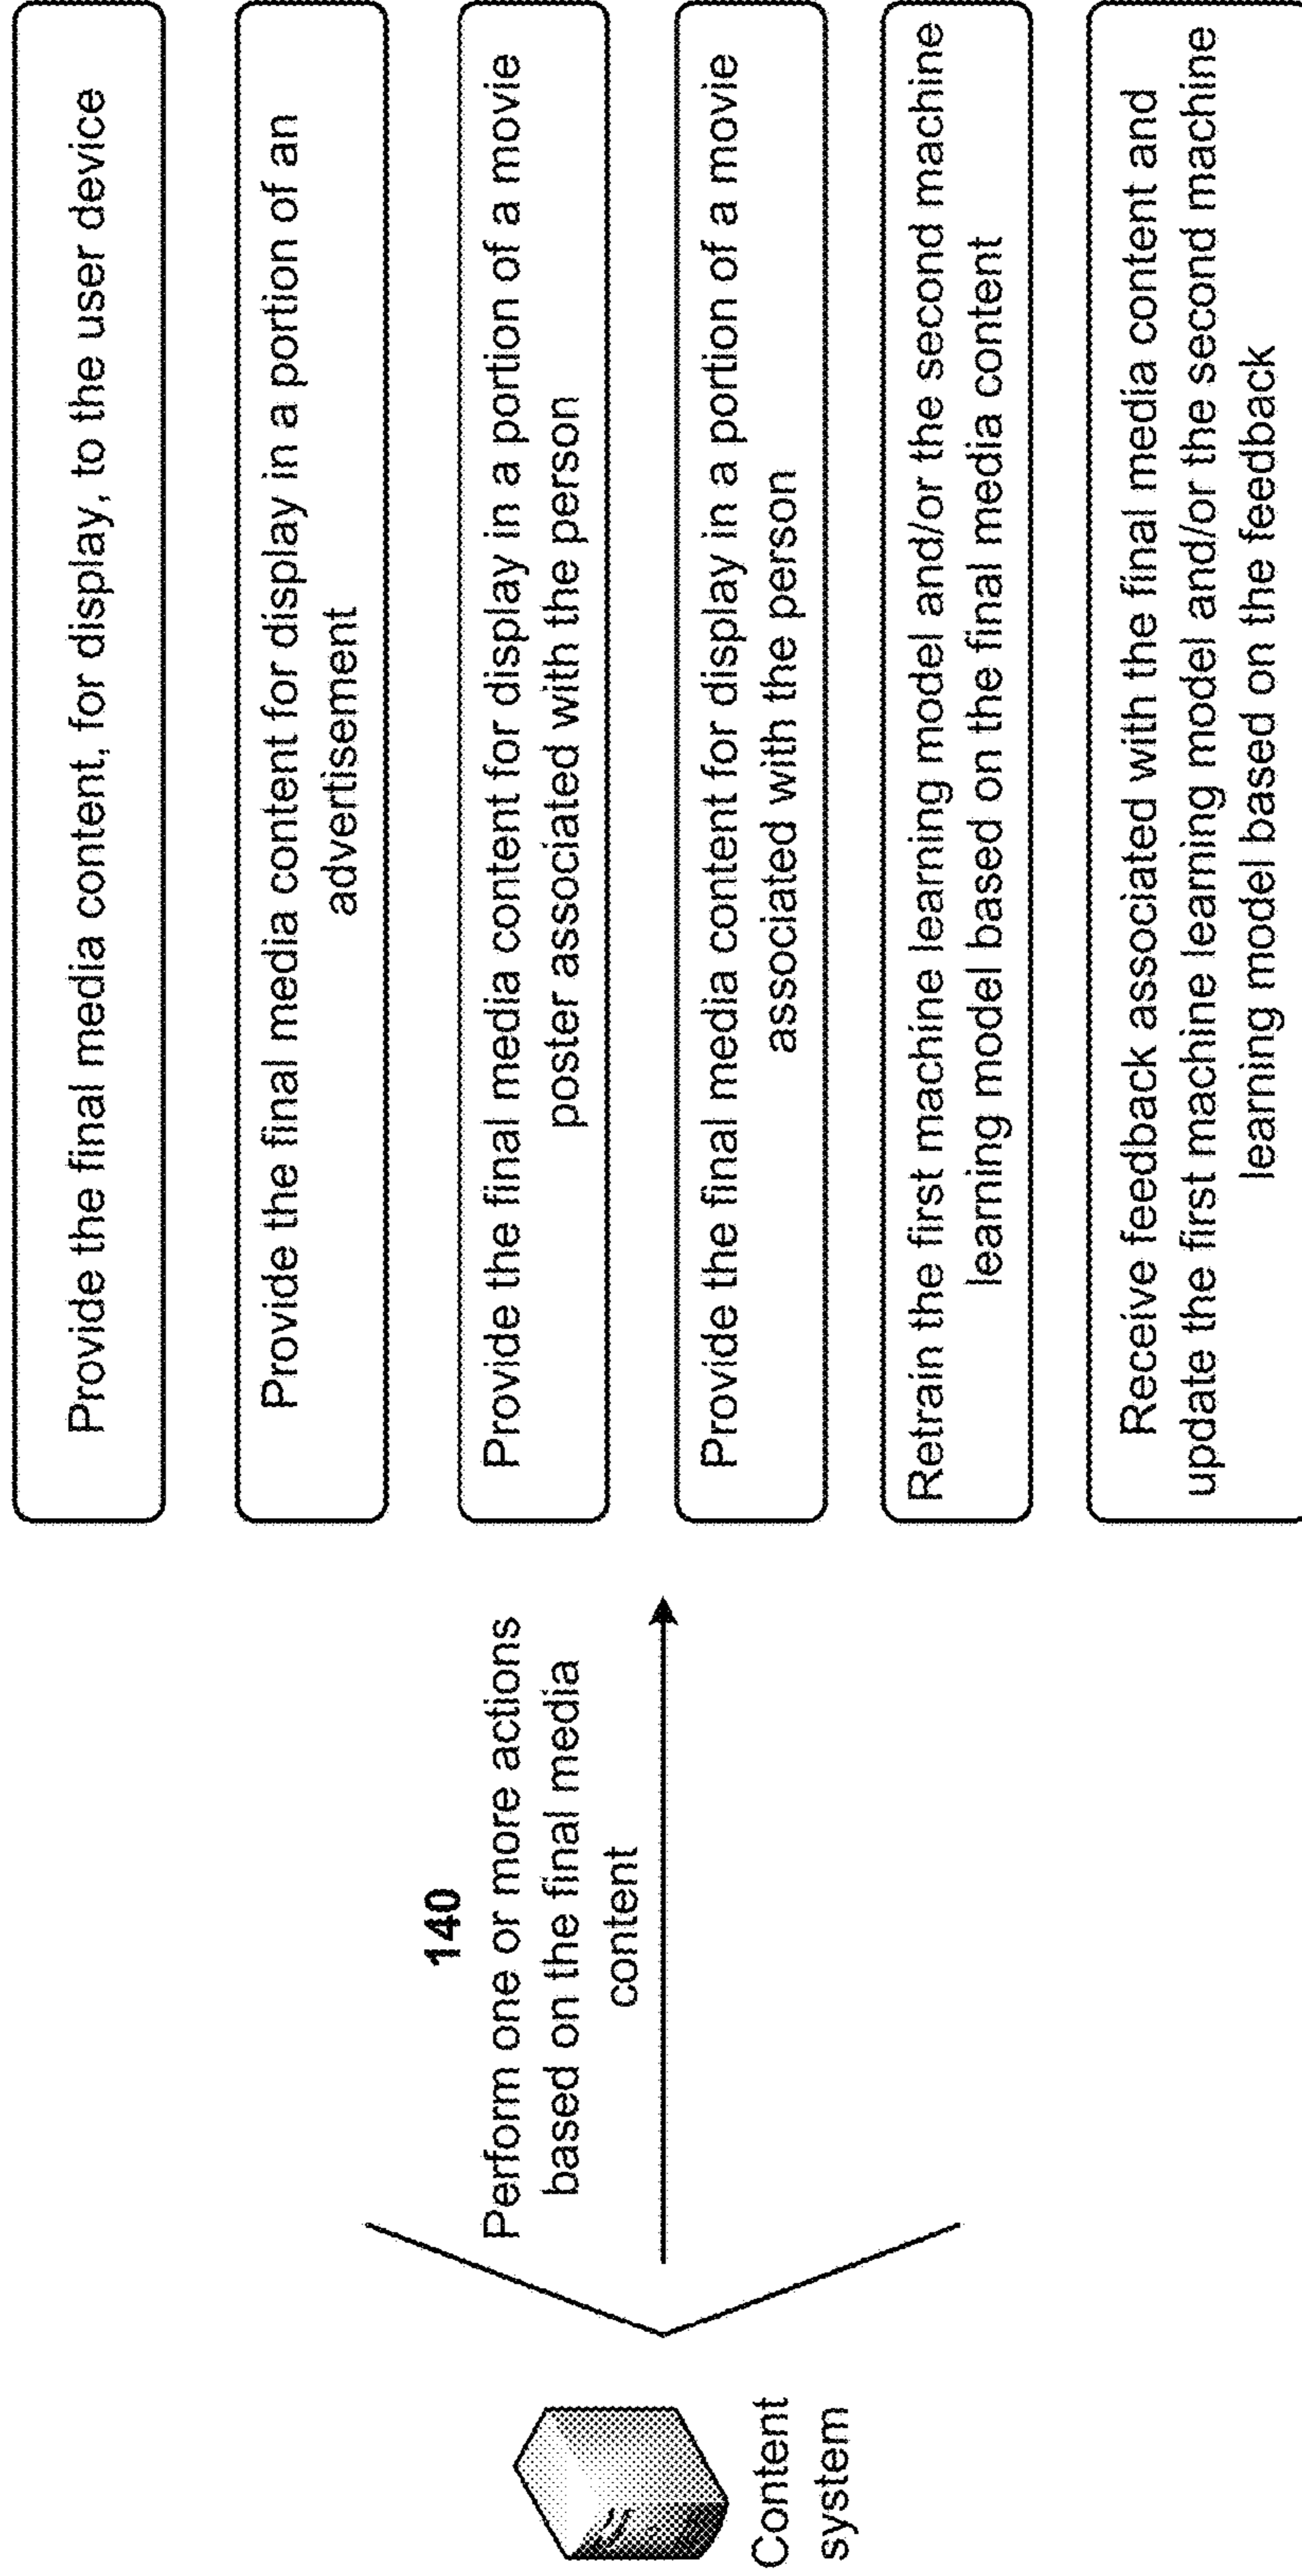 Content
system
140
Perform one or more actions
based on the final media
content
Provide the final media content, for display, to the user device
Provide the final media content for display in a portion of an
advertisement
Provide the final media content for display in a portion of a movie
poster associated with the person
Provide the final media content for display in a portion of a movie
associated with the person
Retrain the first machine learning model and/or the second machine
learning model based on the final media content
Receive feedback associated with the final media content and
update the first machine learning model and/or the second machine
learning model based on the feedback